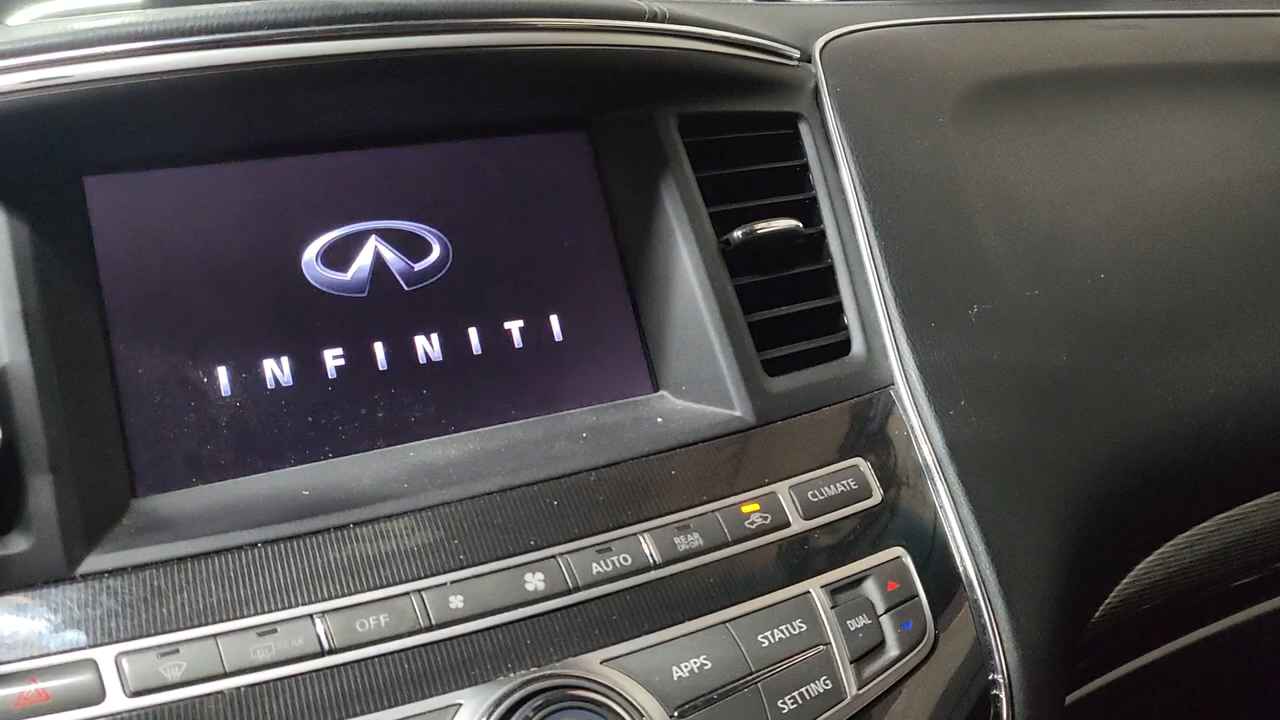 INFINITI
CLIMATE
REAR
ON·OFF
AUTO
OFF
REAR
STATUS
DUAL
APPS
SETTING